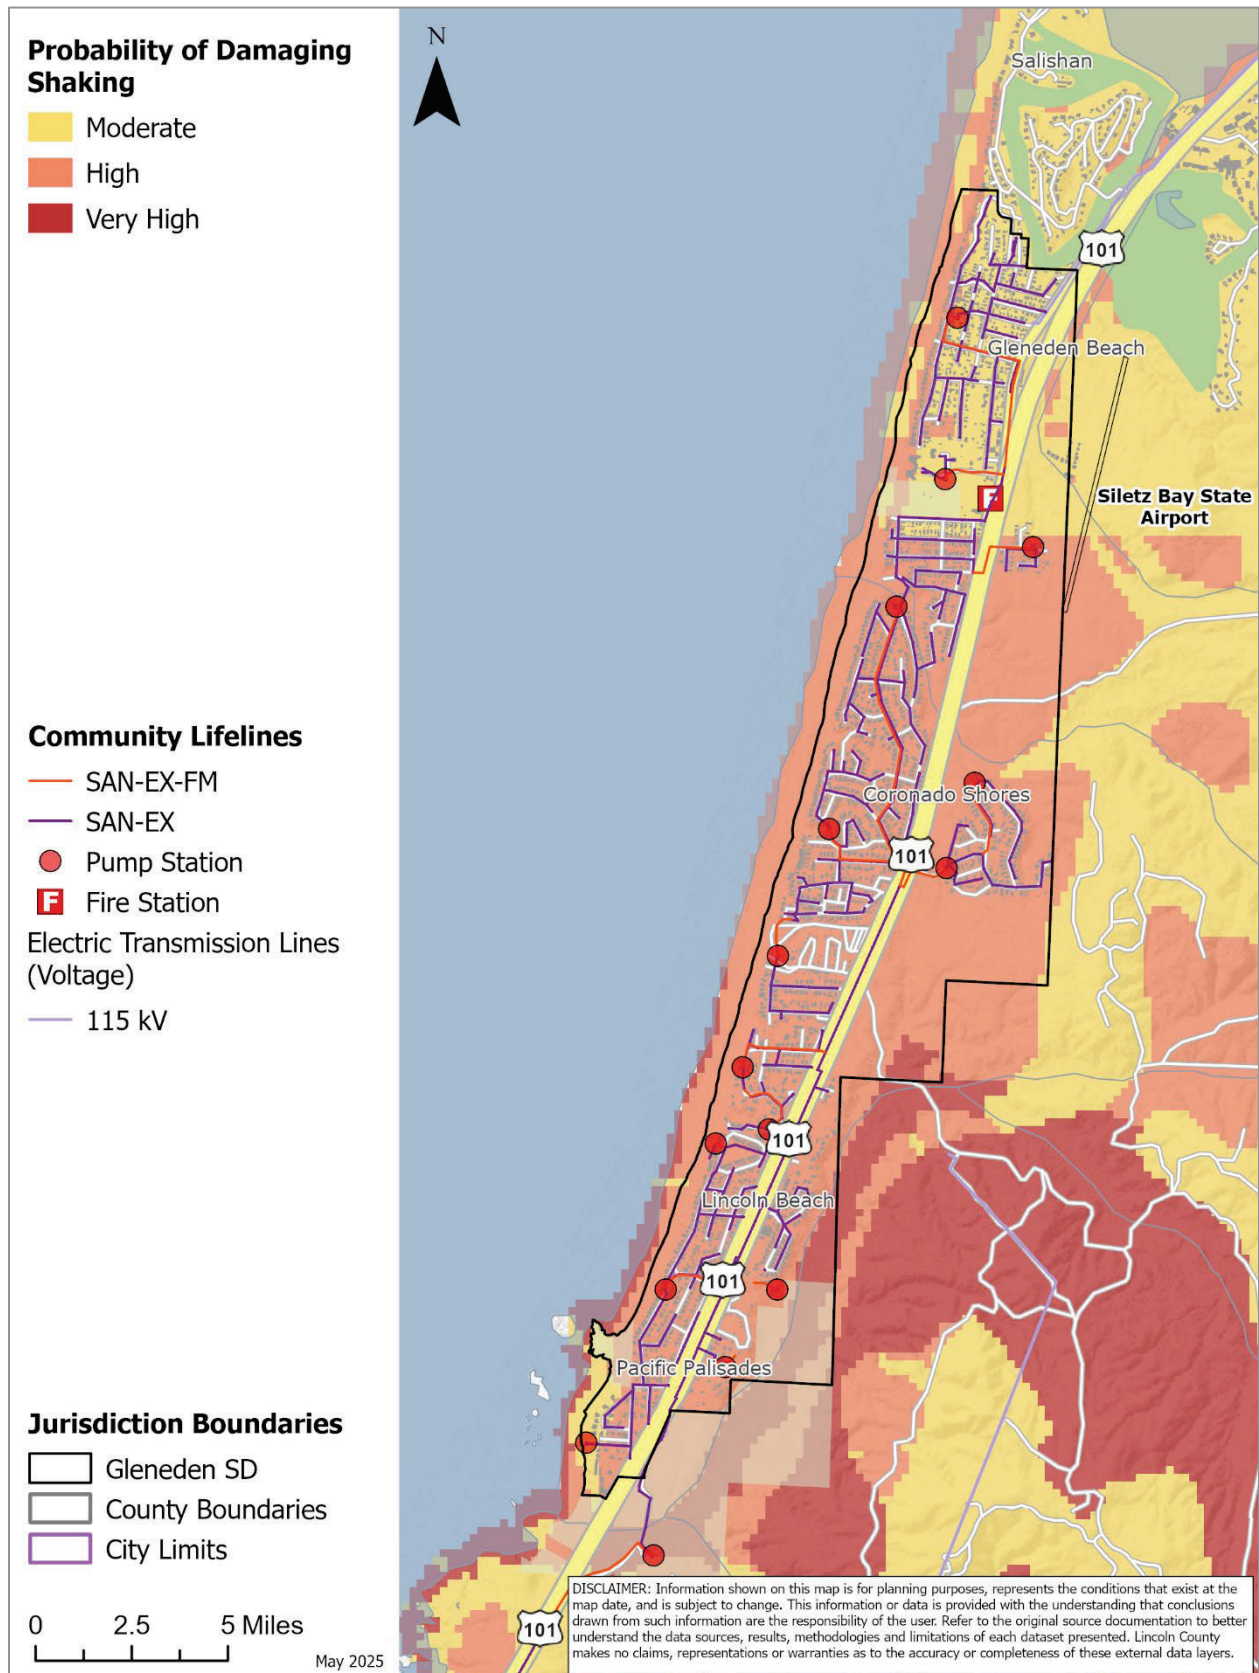 Probability of Damaging
Shaking
Moderate
High
Very High
Community Lifelines
SAN-EX-FM
SAN-EX
Pump Station
F Fire Station
Electric Transmission Lines
(Voltage)
115 kV
Jurisdiction Boundaries
Gleneden SD
County Boundaries
City Limits
0 2.5 5 Miles
May 2025
N
Salishan
101
Gleneden Beach
F
Siletz Bay State
Airport
Coronado Shores
101
101
Lincoln Beach
101
Pacific Palisades
101
DISCLAIMER: Information shown on this map is for planning purposes, represents the conditions that exist at the
map date, and is subject to change. This information or data is provided with the understanding that conclusions
drawn from such information are the responsibility of the user. Refer to the original source documentation to better
understand the data sources, results, methodologies and limitations of each dataset presented. Lincoln County
makes no claims, representations or warranties as to the accuracy or completeness of these external data layers.